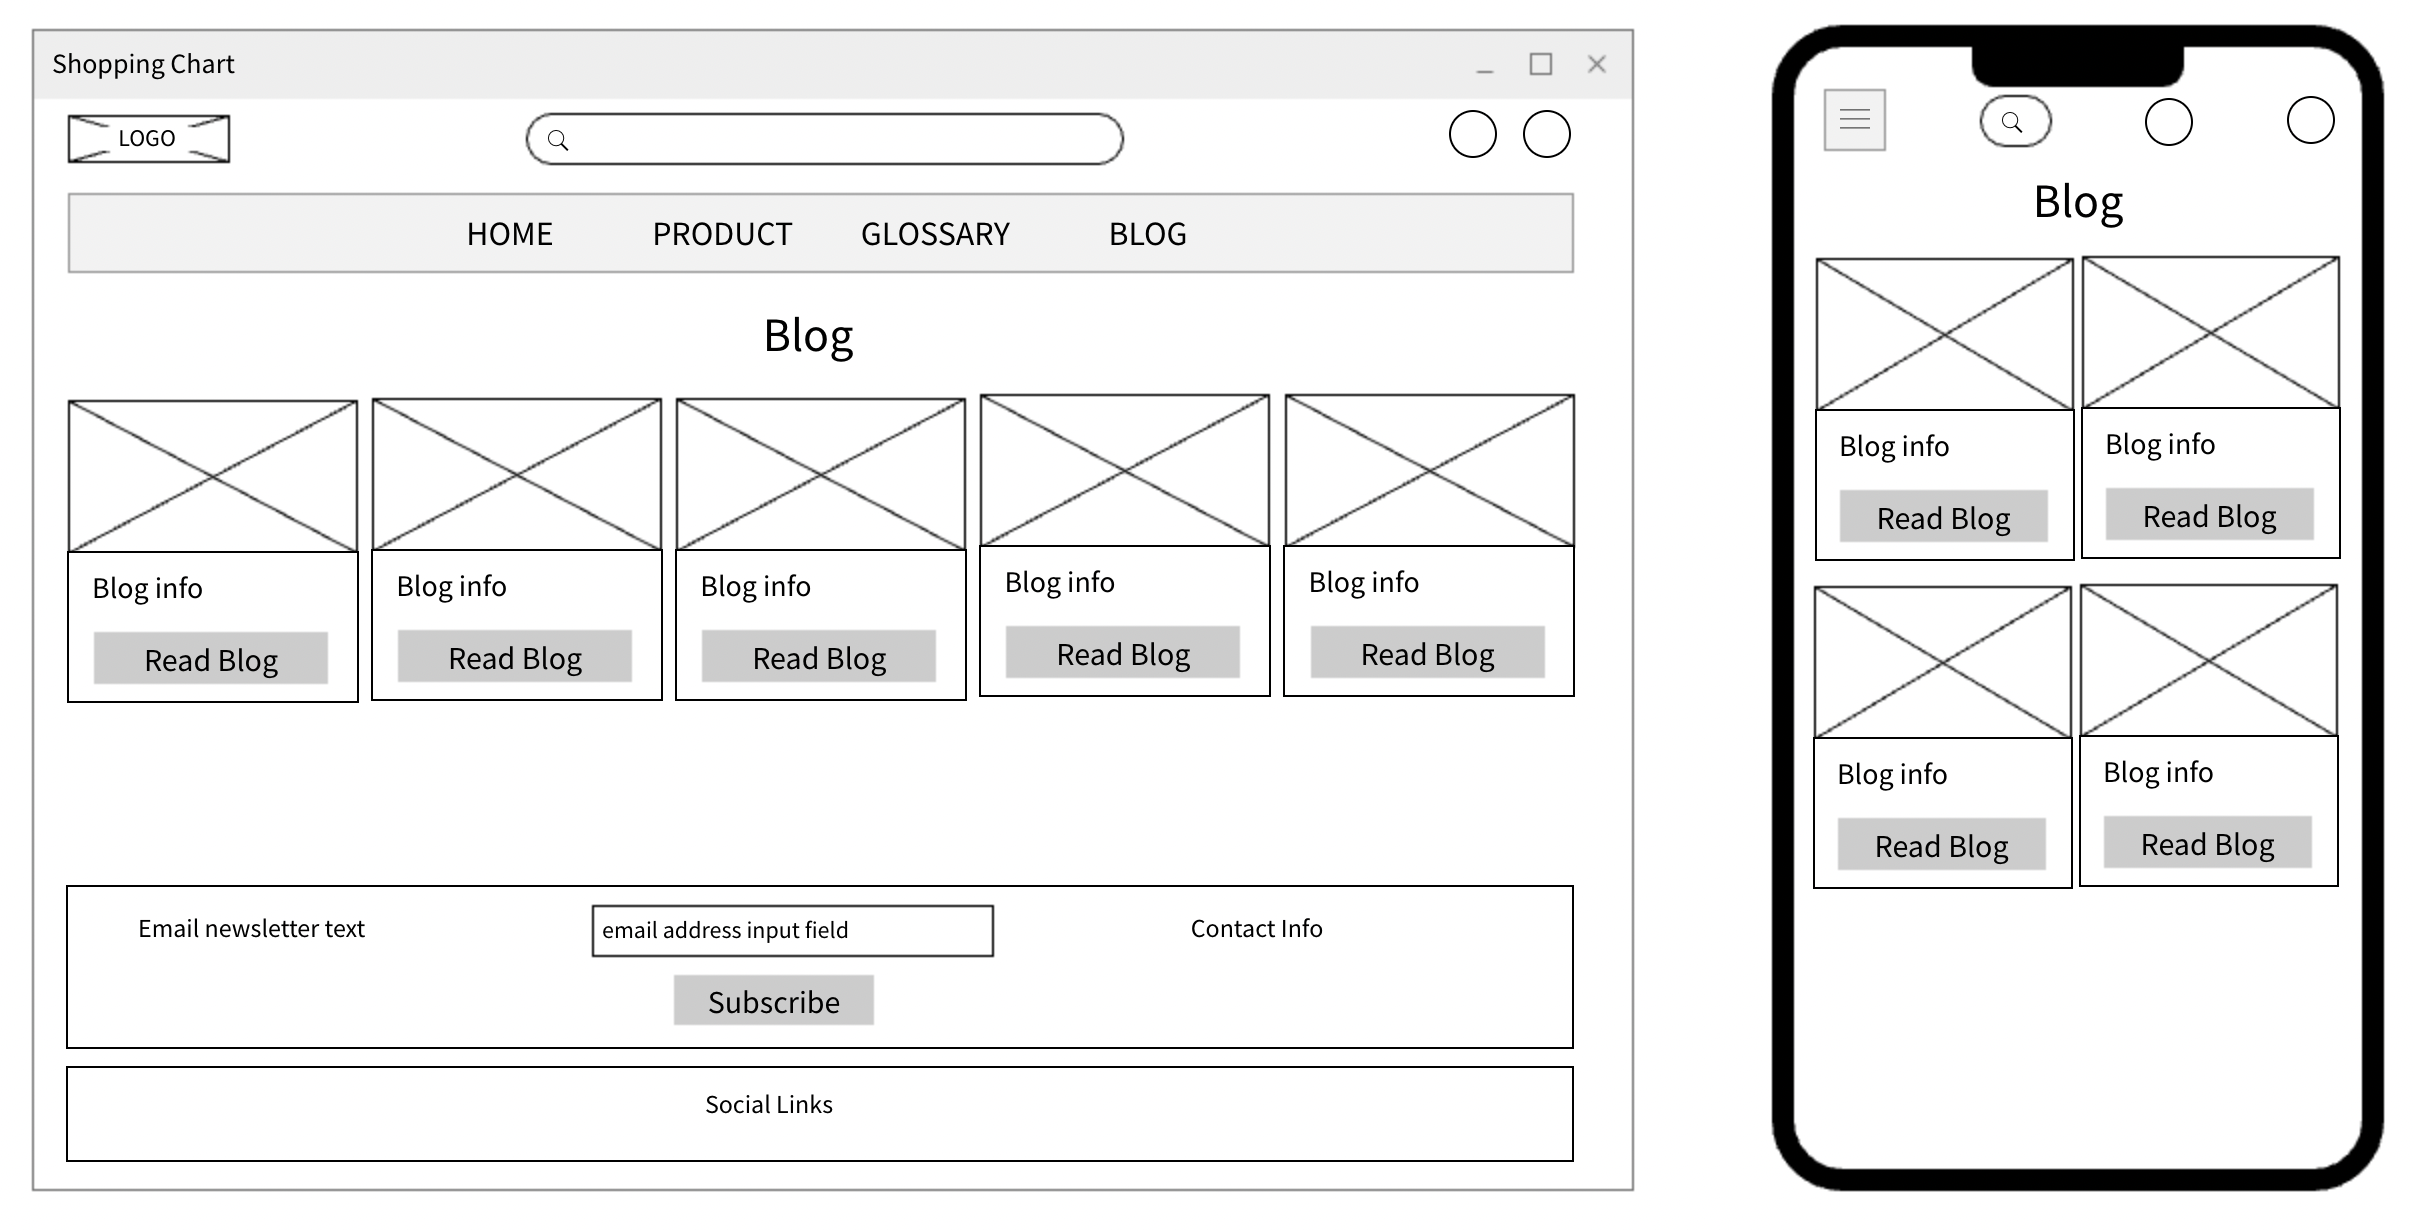 Shopping Chart
LOGO
HOME PRODUCT GLOSSARY BLOG
Blog
Blog info Blog info Blog info Blog info Blog info
Read Blog Read Blog Read Blog Read Blog Read Blog
Email newsletter text email address input field Contact Info
Subscribe
Social Links
Blog
Blog info Blog info
Read Blog Read Blog
Blog info Blog info
Read Blog Read Blog